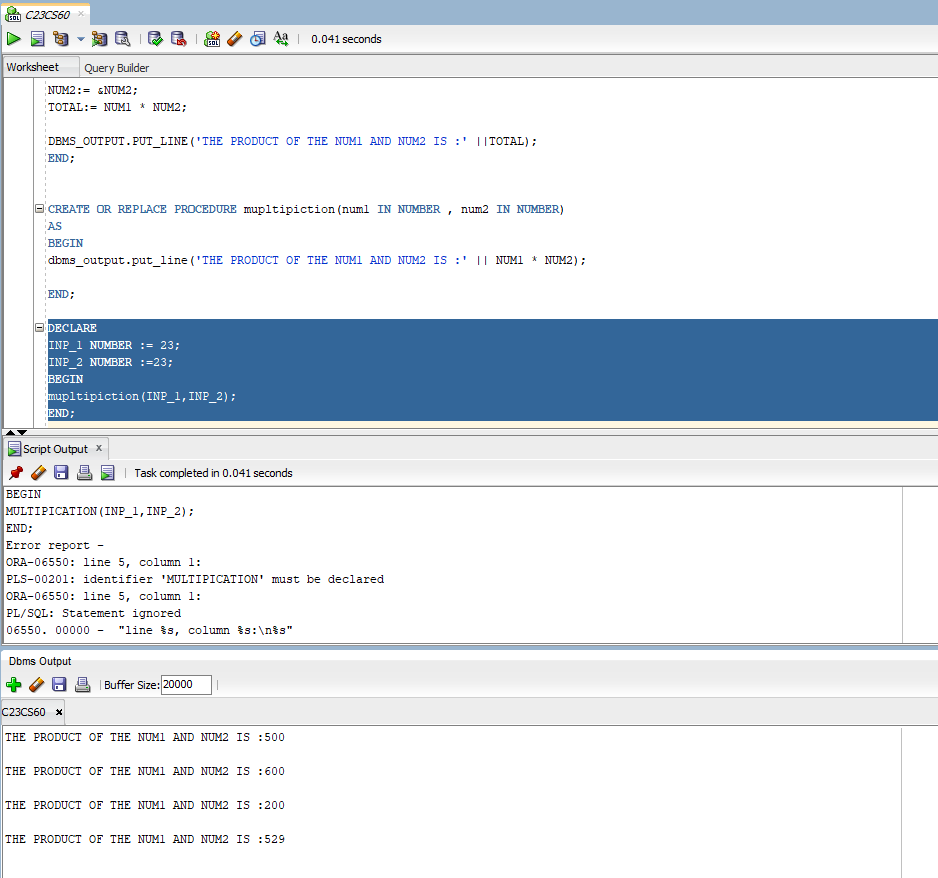 C23CS60
0.041 seconds
Worksheet Query Builder
NUM2:= &NUM2;
TOTAL:= NUM1 * NUM2;
DBMS_OUTPUT.PUT_LINE('THE PRODUCT OF THE NUM1 AND NUM2 IS :' ||TOTAL);
END;
CREATE OR REPLACE PROCEDURE mupltipiction(num1 IN NUMBER , num2 IN NUMBER)
AS
BEGIN
dbms_output.put_line('THE PRODUCT OF THE NUM1 AND NUM2 IS :' || NUM1 * NUM2);
END;
DECLARE
INP_1 NUMBER := 23;
INP_2 NUMBER :=23;
BEGIN
mupltipiction(INP_1,INP_2);
END;
Script Output x
Task completed in 0.041 seconds
BEGIN
MULTIPICATION(INP_1,INP_2);
END;
Error report -
ORA-06550: line 5, column 1:
PLS-00201: identifier 'MULTIPICATION' must be declared
ORA-06550: line 5, column 1:
PL/SQL: Statement ignored
06550. 00000 -  "line %s, column %s:\n%s"
Dbms Output
Buffer Size: 20000
C23CS60 x
THE PRODUCT OF THE NUM1 AND NUM2 IS :500
THE PRODUCT OF THE NUM1 AND NUM2 IS :600
THE PRODUCT OF THE NUM1 AND NUM2 IS :200
THE PRODUCT OF THE NUM1 AND NUM2 IS :529